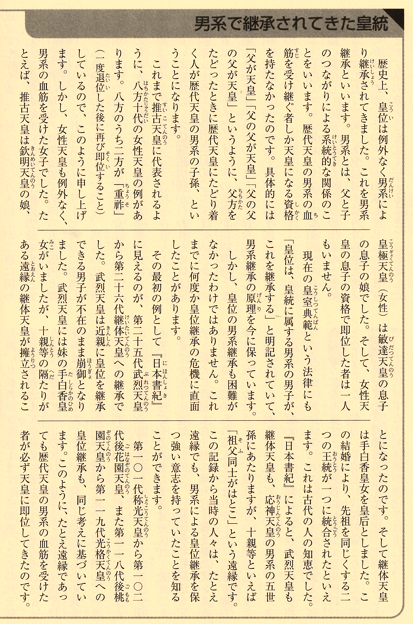 男系で継承されてきた皇統
歴史上、皇位は例外なく男系によ
り継承されてきました。これを男系
継承といいます。男系とは、父と子
のつながりによる系統的な関係のこ
とをいいます。歴代天皇の男系の血
筋を受け継ぐ者しか天皇になる資格
を持たなかったのです。具体的には
「父が天皇」「父の父が天皇」「父の父
の父が天皇」というように、父方を
たどったときに歴代天皇にたどり着
く人が歴代天皇の男系の子孫、とい
うことになります。
これまで推古天皇に代表されるよ
うに、八方十代の女性天皇の例があ
ります。八方のうち二方が「重祚」
(一度退位した後に再び即位すること)
しているので、このように申し上げ
ます。しかし、女性天皇も例外なく、
男系の血筋を受けた女子でした。た
とえば、推古天皇は欽明天皇の娘、
皇極天皇(女性)は敏達天皇の息子
の息子の娘でした。そして、女性天
皇の息子の資格で即位した者は一人
もいません。
現在の皇室典範という法律にも
「皇位は、皇統に属する男系の男子が、
これを継承する」と明記されていて、
男系継承の原理を今に保っています。
しかし、皇位の男系継承も困難が
なかったわけではありません。これ
までに何度か皇位継承の危機に直面
したことがあります。
その最初の例として『日本書紀』
に見えるのが、第二十五代武烈天皇
から第二十六代継体天皇への継承で
した。武烈天皇は近親に皇位を継承
できる男子が不在のまま崩御となり
ました。武烈天皇には妹の手白香皇
女がいましたが、十親等の隔たりが
ある遠縁の継体天皇が擁立されるこ
とになったのです。そして継体天皇
は手白香皇女を皇后としました。こ
の結婚により、先祖を同じくする二
つの王統が一つに統合されたといえ
ます。これは古代の人の知恵でした。
『日本書紀』によると、武烈天皇も
継体天皇も、応神天皇の男系の五世
孫にあたりますが、十親等といえば
「祖父同士がはとこ」という遠縁です。
この記録から当時の人々は、たとえ
遠縁でも、男系による皇位継承を保
つ強い意志を持っていたことを知る
ことができます。
第一〇一代称光天皇から第一〇二
代後花園天皇、また第一一八代後桃
園天皇から第一一九代光格天皇への
皇位継承も、同じ考えに基づいてい
ます。このように、たとえ遠縁であっ
ても歴代天皇の男系の血筋を受けた
者が必ず天皇に即位してきたのです。